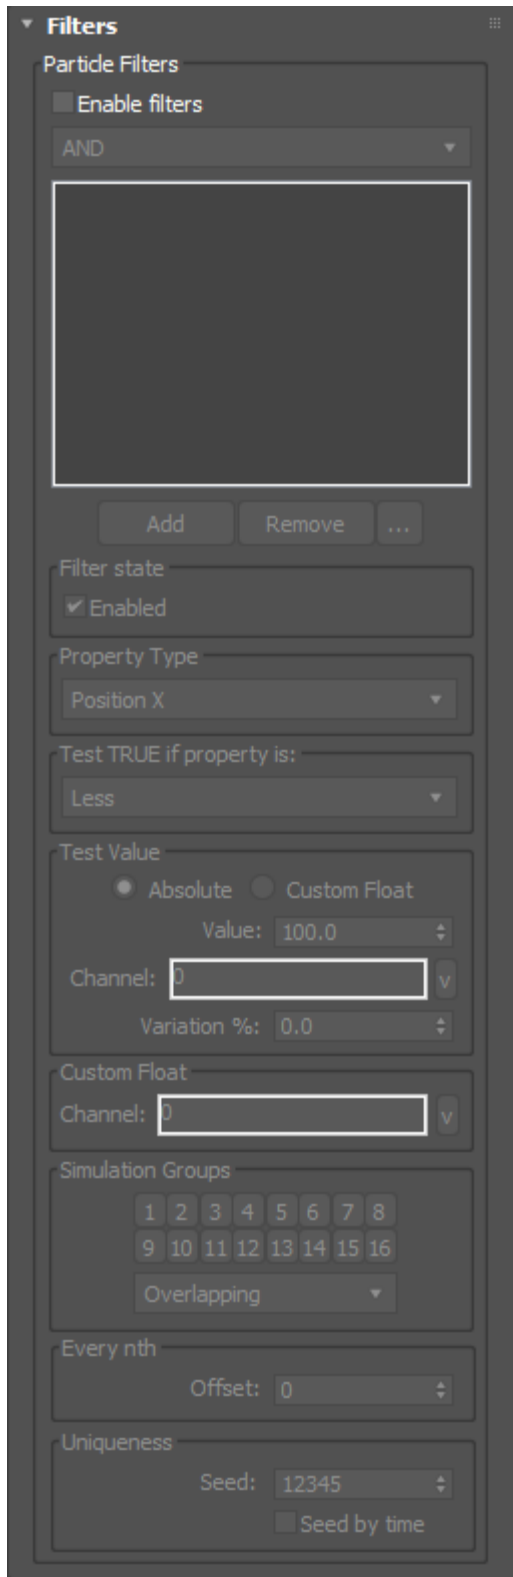 Filters
Particle Filters
Enable filters
AND
Add Remove ...
Filter state
Enabled
Property Type
Position X
Test TRUE if property is:
Less
Test Value
Absolute Custom Float
Value: 100.0
Channel: 0 v
Variation %: 0.0
Custom Float
Channel: 0 v
Simulation Groups
1 2 3 4 5 6 7 8
9 10 11 12 13 14 15 16
Overlapping
Every nth
Offset: 0
Uniqueness
Seed: 12345
Seed by time